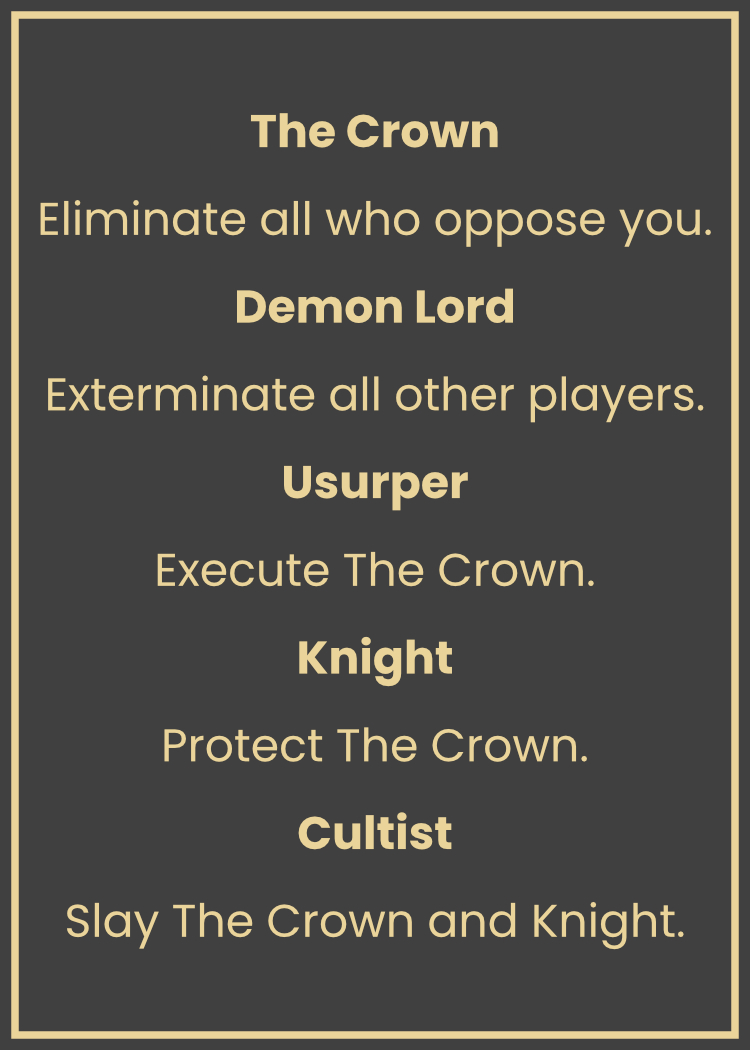 The Crown
Eliminate all who oppose you.
Demon Lord
Exterminate all other players.
Usurper
Execute The Crown.
Knight
Protect The Crown.
Cultist
Slay The Crown and Knight.